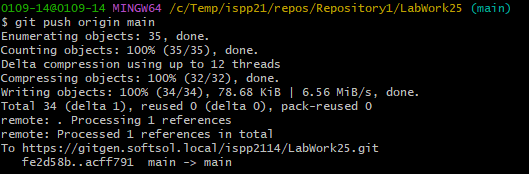 0109-14@0109-14 MINGW64 /c/Temp/ispp21/repos/Repository1/LabWork25 (main)
$ git push origin main
Enumerating objects: 35, done.
Counting objects: 100% (35/35), done.
Delta compression using up to 12 threads
Compressing objects: 100% (32/32), done.
Writing objects: 100% (34/34), 78.68 KiB | 6.56 MiB/s, done.
Total 34 (delta 1), reused 0 (delta 0), pack-reused 0
remote: . Processing 1 references
remote: Processed 1 references in total
To https://gitgen.softsol.local/ispp2114/LabWork25.git
   fe2d58b..acff791  main -> main